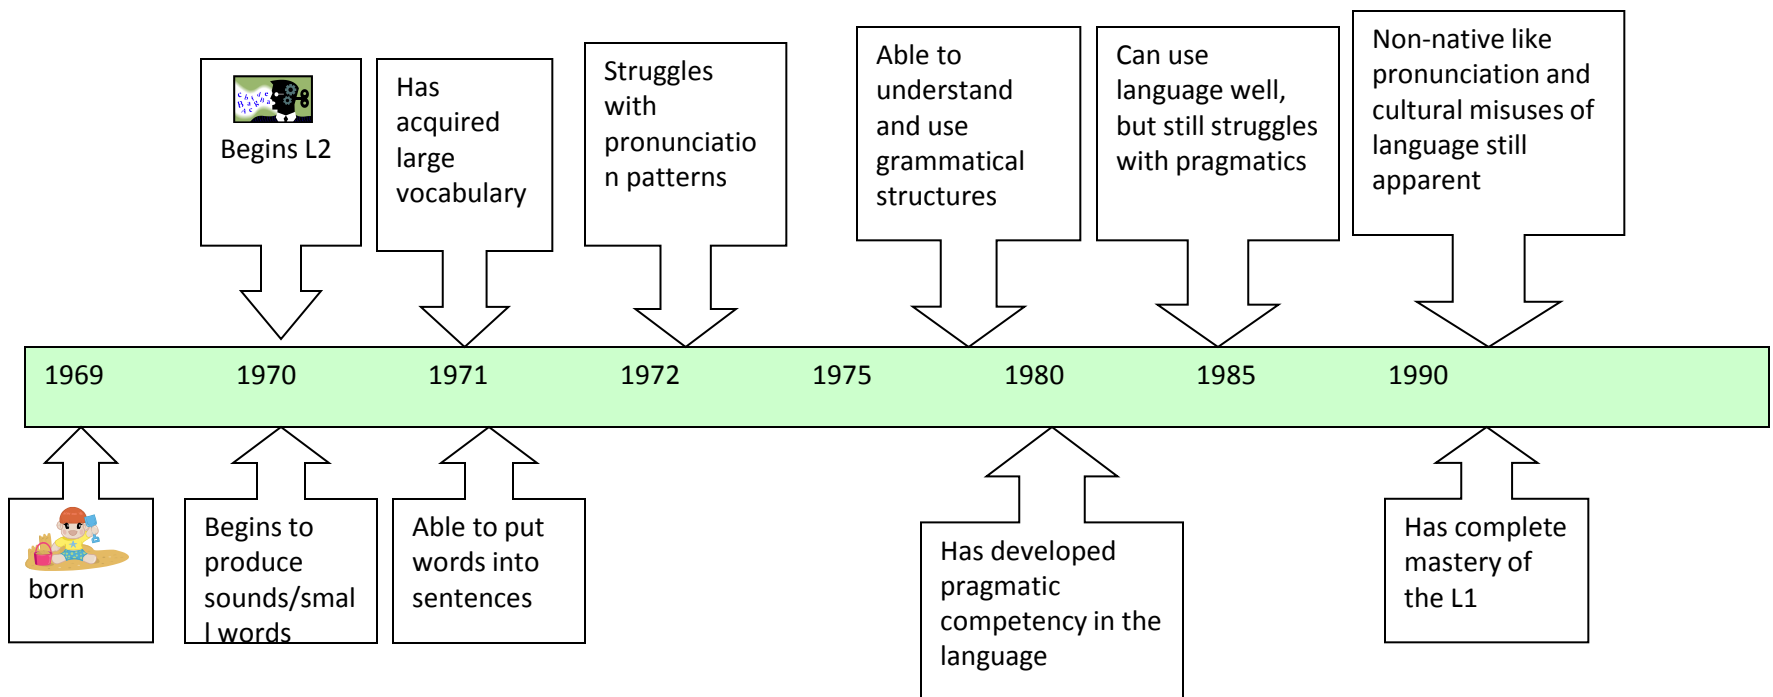 Begins L2
Has
acquired
large
vocabulary
Struggles
with
pronunciatio
n patterns
Able to
understand
and use
grammatical
structures
Can use
language well,
but still struggles
with pragmatics
Non-native like
pronunciation and
cultural misuses of
language still
apparent
1969 1970 1971 1972 1975 1980 1985 1990
born
Begins to
produce
sounds/smal
l words
Able to put
words into
sentences
Has developed
pragmatic
competency in the
language
Has complete
mastery of
the L1